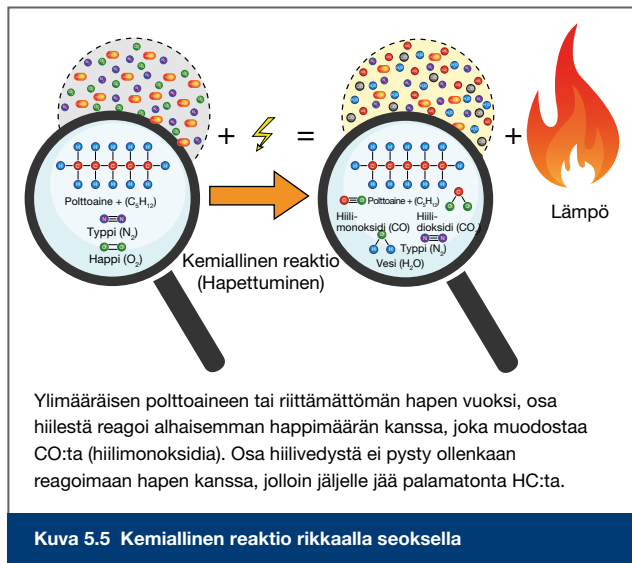 Polttoaine + (C₅H₁₂)
Typpi (N₂)
Happi (O₂)
+
=
+
Kemiallinen reaktio
(Hapettuminen)
Polttoaine + (C₅H₁₂)
Hiili-
monoksidi (CO)
Hiili-
dioksidi (CO₂)
Typpi (N₂)
Vesi (H₂O)
Lämpö
Ylimääräisen polttoaineen tai riittämättömän hapen vuoksi, osa
hiilestä reagoi alhaisemman happimäärän kanssa, joka muodostaa
CO:ta (hiilimonoksidia). Osa hiilivedystä ei pysty ollenkaan
reagoimaan hapen kanssa, jolloin jäljelle jää palamatonta HC:ta.
Kuva 5.5 Kemiallinen reaktio rikkaalla seoksella